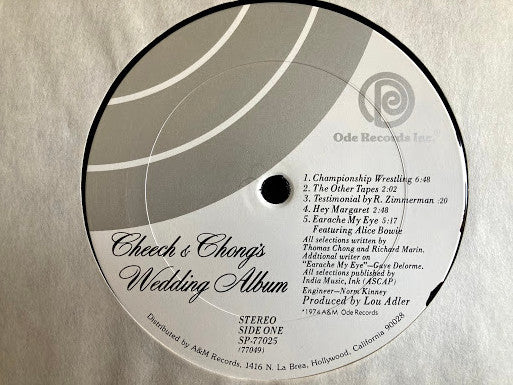 Ode Records Inc.
1. Championship Wrestling 6:48
2. The Other Tapes 2:02
3. Testimonial by R. Zimmerman :20
4. Hey Margaret 2:48
5. Earache My Eye 5:17
Featuring Alice Bowie
All selections written by
Thomas Chong and Richard Marin.
Addtional writer on
"Earache My Eye"—Gaye Delorme.
All selections published by
India Music, Ink (ASCAP)
Engineer—Norm Kinney
Produced by Lou Adler
℗1974 A&M Ode Records
Cheech & Chong's
Wedding Album
STEREO
SIDE ONE
SP-77025
(77049)
Distributed by A&M Records, 1416 N. La Brea, Hollywood, California 90028